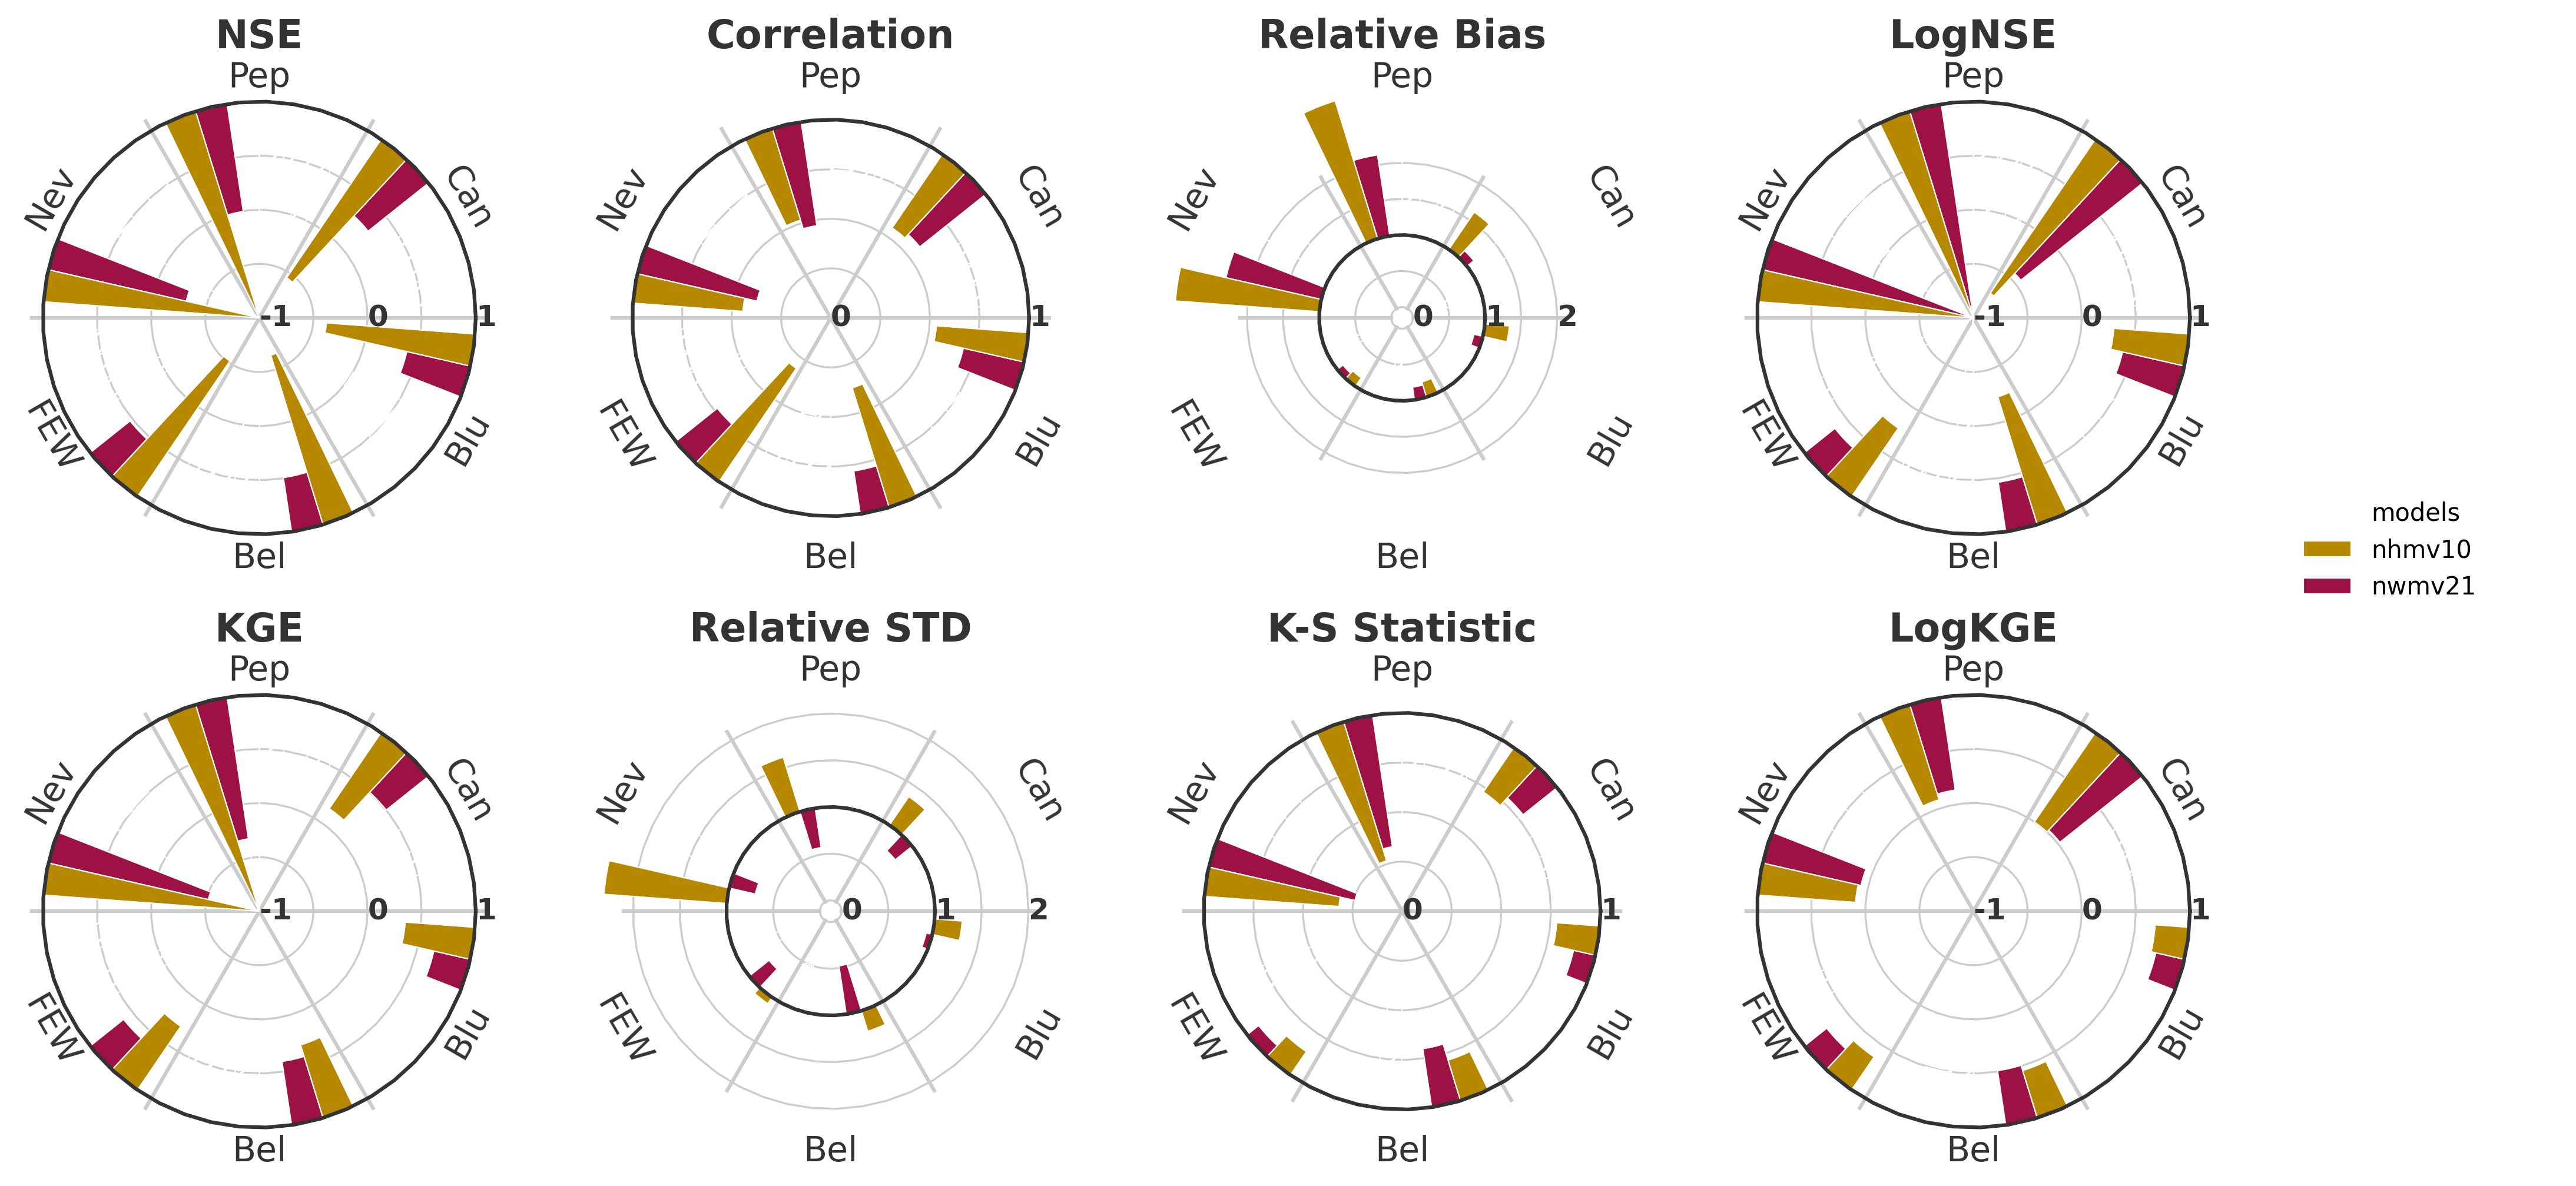 NSE
Pep
Nev
Can
-1 0 1
FEW
Blu
Bel
Correlation
Pep
Nev
Can
0 1
FEW
Blu
Bel
Relative Bias
Pep
Nev
Can
0 1 2
FEW
Blu
Bel
LogNSE
Pep
Nev
Can
-1 0 1
FEW
Blu
Bel
models
nhmv10
nwmv21
KGE
Pep
Nev
Can
-1 0 1
FEW
Blu
Bel
Relative STD
Pep
Nev
Can
0 1 2
FEW
Blu
Bel
K-S Statistic
Pep
Nev
Can
0 1
FEW
Blu
Bel
LogKGE
Pep
Nev
Can
-1 0 1
FEW
Blu
Bel